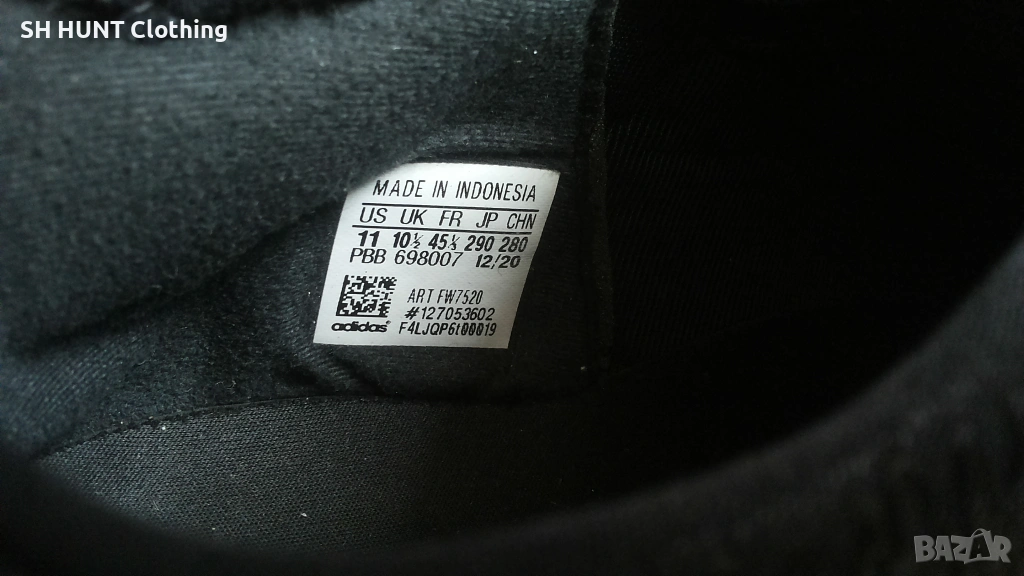 SH HUNT Clothing
MADE IN INDONESIA
US UK FR JP CHN
11 10½ 45⅓ 290 280
PBB 698007 12/20
ART FW7520
#127053602
adidas F4LJQP6t00019
BAZAR